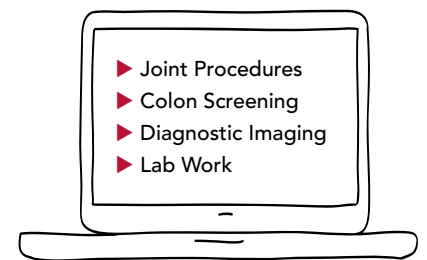 ▶ Joint Procedures
▶ Colon Screening
▶ Diagnostic Imaging
▶ Lab Work